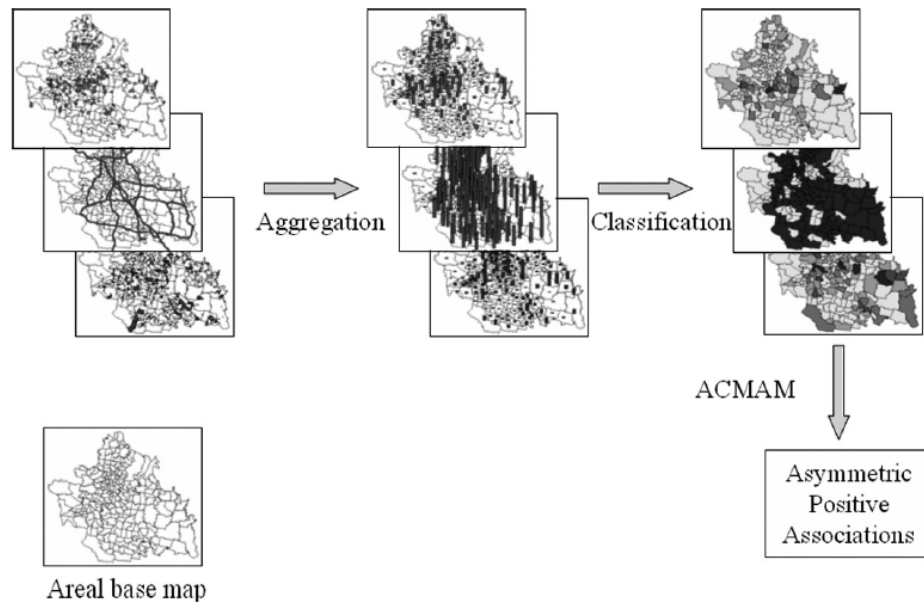 Aggregation
Classification
ACMAM
Asymmetric
Positive
Associations
Areal base map